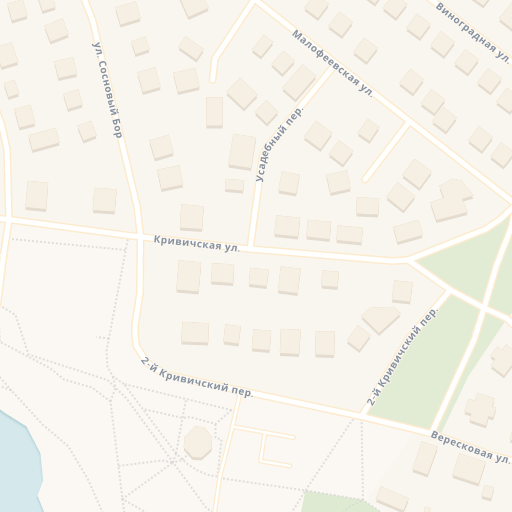 Виноградная ул.
Малофеевская ул.
ул. Сосновый Бор
Усадебный пер.
Кривичская ул.
2-й Кривичский пер.
2-й Кривичский пер.
Вересковая ул.